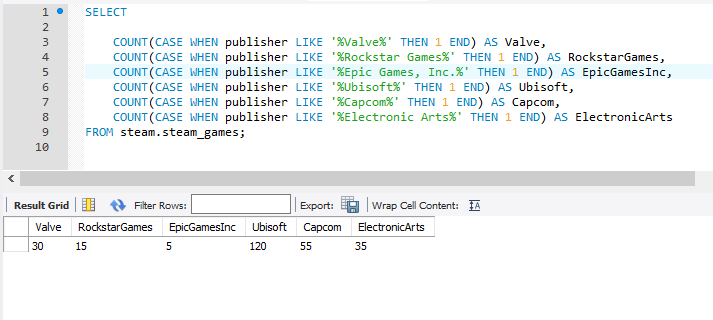 1 SELECT
2
3 COUNT(CASE WHEN publisher LIKE '%Valve%' THEN 1 END) AS Valve,
4 COUNT(CASE WHEN publisher LIKE '%Rockstar Games%' THEN 1 END) AS RockstarGames,
5 COUNT(CASE WHEN publisher LIKE '%Epic Games, Inc.%' THEN 1 END) AS EpicGamesInc,
6 COUNT(CASE WHEN publisher LIKE '%Ubisoft%' THEN 1 END) AS Ubisoft,
7 COUNT(CASE WHEN publisher LIKE '%Capcom%' THEN 1 END) AS Capcom,
8 COUNT(CASE WHEN publisher LIKE '%Electronic Arts%' THEN 1 END) AS ElectronicArts
9 FROM steam.steam_games;
10
Result Grid Filter Rows: Export: Wrap Cell Content:
Valve RockstarGames EpicGamesInc Ubisoft Capcom ElectronicArts
30 15 5 120 55 35